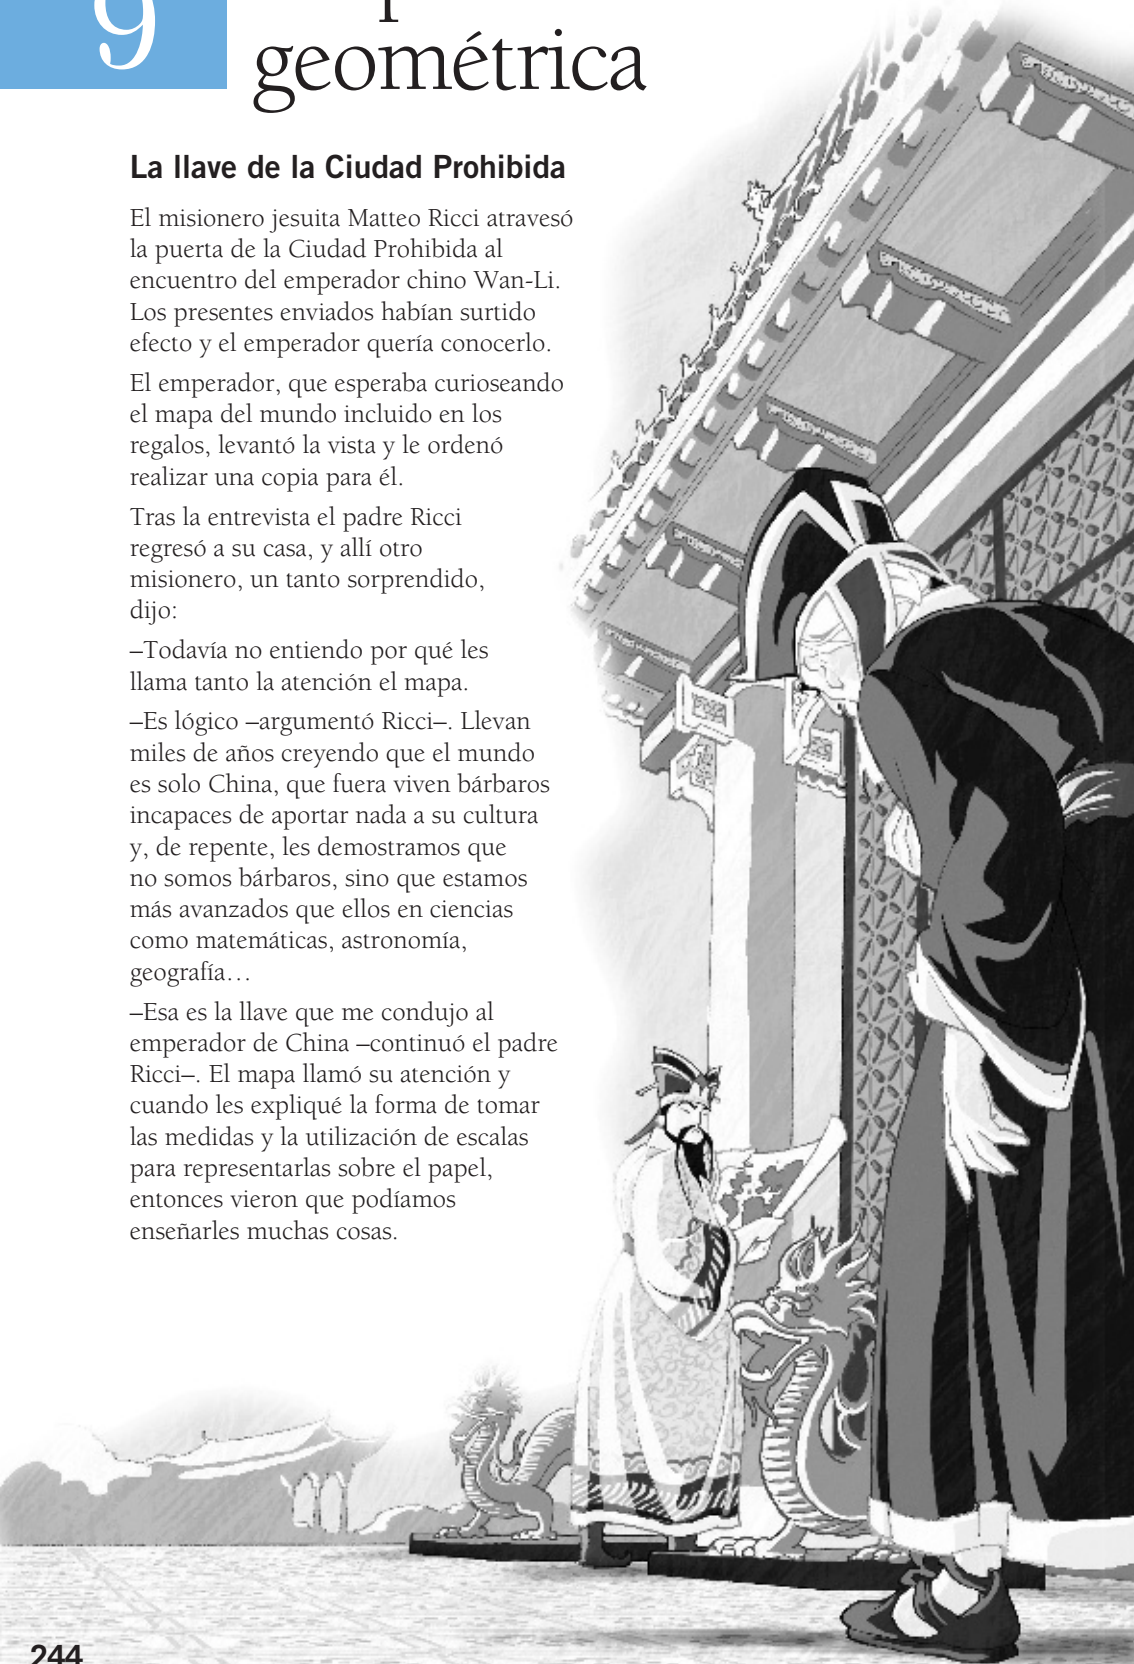 9
geométrica
La llave de la Ciudad Prohibida
El misionero jesuita Matteo Ricci atravesó
la puerta de la Ciudad Prohibida al
encuentro del emperador chino Wan-Li.
Los presentes enviados habían surtido
efecto y el emperador quería conocerlo.
El emperador, que esperaba curioseando
el mapa del mundo incluido en los
regalos, levantó la vista y le ordenó
realizar una copia para él.
Tras la entrevista el padre Ricci
regresó a su casa, y allí otro
misionero, un tanto sorprendido,
dijo:
–Todavía no entiendo por qué les
llama tanto la atención el mapa.
–Es lógico –argumentó Ricci–. Llevan
miles de años creyendo que el mundo
es solo China, que fuera viven bárbaros
incapaces de aportar nada a su cultura
y, de repente, les demostramos que
no somos bárbaros, sino que estamos
más avanzados que ellos en ciencias
como matemáticas, astronomía,
geografía…
–Esa es la llave que me condujo al
emperador de China –continuó el padre
Ricci–. El mapa llamó su atención y
cuando les expliqué la forma de tomar
las medidas y la utilización de escalas
para representarlas sobre el papel,
entonces vieron que podíamos
enseñarles muchas cosas.
244